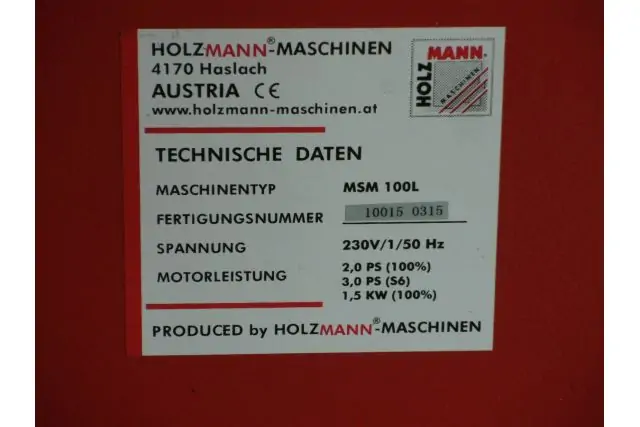 HOLZMANN®-MASCHINEN
4170 Haslach
AUSTRIA CE
www.holzmann-maschinen.at
HOLZ
MANN®
MASCHINEN
TECHNISCHE DATEN
MASCHINENTYP MSM 100L
FERTIGUNGSNUMMER 10015 0315
SPANNUNG 230V/1/50 Hz
MOTORLEISTUNG 2,0 PS (100%)
3,0 PS (S6)
1,5 KW (100%)
PRODUCED by HOLZMANN®-MASCHINEN